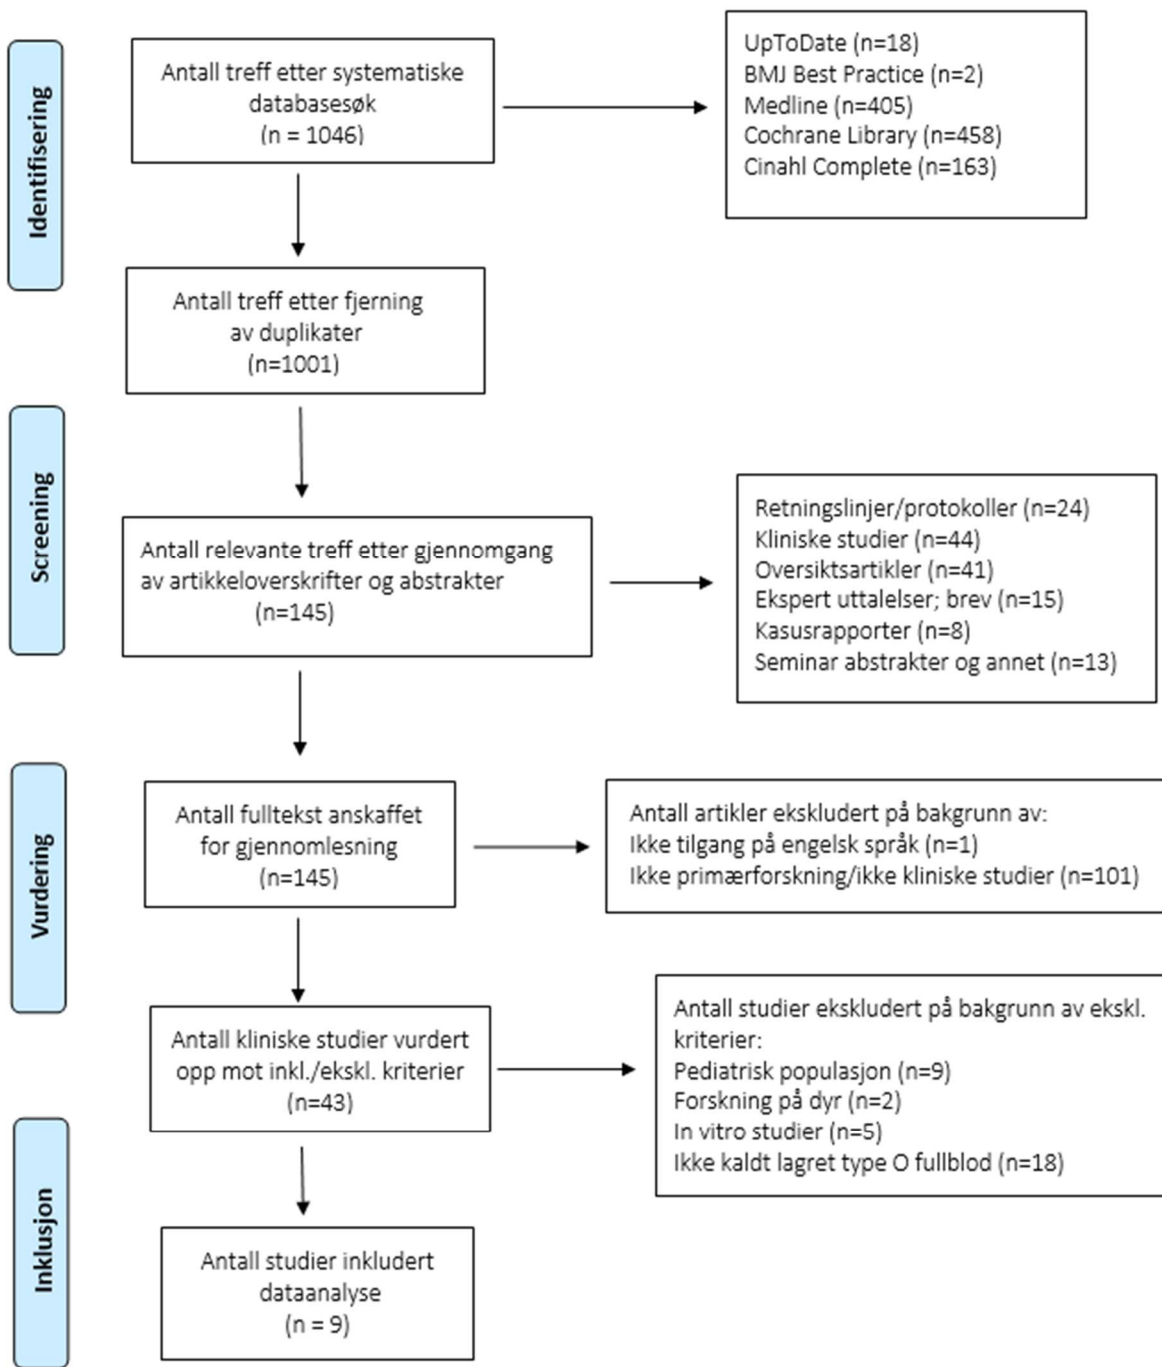 Identifisering
Antall treff etter systematiske
databasesøk
(n = 1046)
UpToDate (n=18)
BMJ Best Practice (n=2)
Medline (n=405)
Cochrane Library (n=458)
Cinahl Complete (n=163)
Antall treff etter fjerning
av duplikater
(n=1001)
Screening
Antall relevante treff etter gjennomgang
av artikkeloverskrifter og abstrakter
(n=145)
Retningslinjer/protokoller (n=24)
Kliniske studier (n=44)
Oversiktsartikler (n=41)
Ekspert uttalelser; brev (n=15)
Kasusrapporter (n=8)
Seminar abstrakter og annet (n=13)
Vurdering
Antall fulltekst anskaffet
for gjennomlesning
(n=145)
Antall artikler ekskludert på bakgrunn av:
Ikke tilgang på engelsk språk (n=1)
Ikke primærforskning/ikke kliniske studier (n=101)
Antall kliniske studier vurdert
opp mot inkl./ekskl. kriterier
(n=43)
Antall studier ekskludert på bakgrunn av ekskl.
kriterier:
Pediatrisk populasjon (n=9)
Forskning på dyr (n=2)
In vitro studier (n=5)
Ikke kaldt lagret type O fullblod (n=18)
Inklusjon
Antall studier inkludert
dataanalyse
(n = 9)